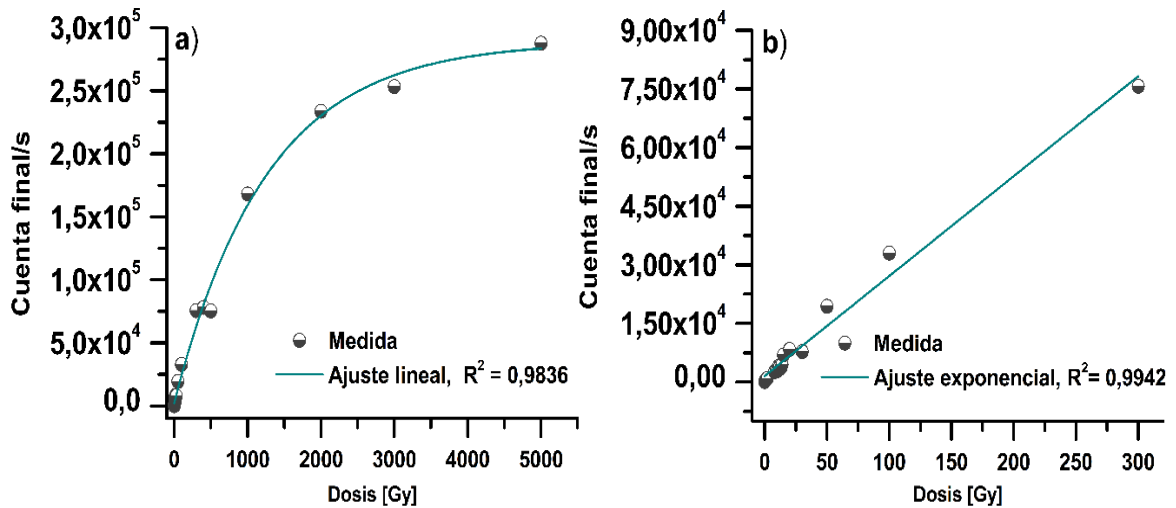 a)
Cuenta final/s
3,0x10⁵
2,5x10⁵
2,0x10⁵
1,5x10⁵
1,0x10⁵
5,0x10⁴
0,0
Medida
Ajuste lineal, R² = 0,9836
0 1000 2000 3000 4000 5000
Dosis [Gy]
b)
Cuenta final/s
9,00x10⁴
7,50x10⁴
6,00x10⁴
4,50x10⁴
3,00x10⁴
1,50x10⁴
0,00
Medida
Ajuste exponencial, R²= 0,9942
0 50 100 150 200 250 300
Dosis [Gy]